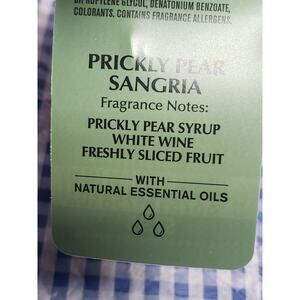 DIPROPYLENE GLYCOL, DENATONIUM BENZOATE,
COLORANTS. CONTAINS FRAGRANCE ALLERGENS.
PRICKLY PEAR
SANGRIA
Fragrance Notes:
PRICKLY PEAR SYRUP
WHITE WINE
FRESHLY SLICED FRUIT
WITH
NATURAL ESSENTIAL OILS